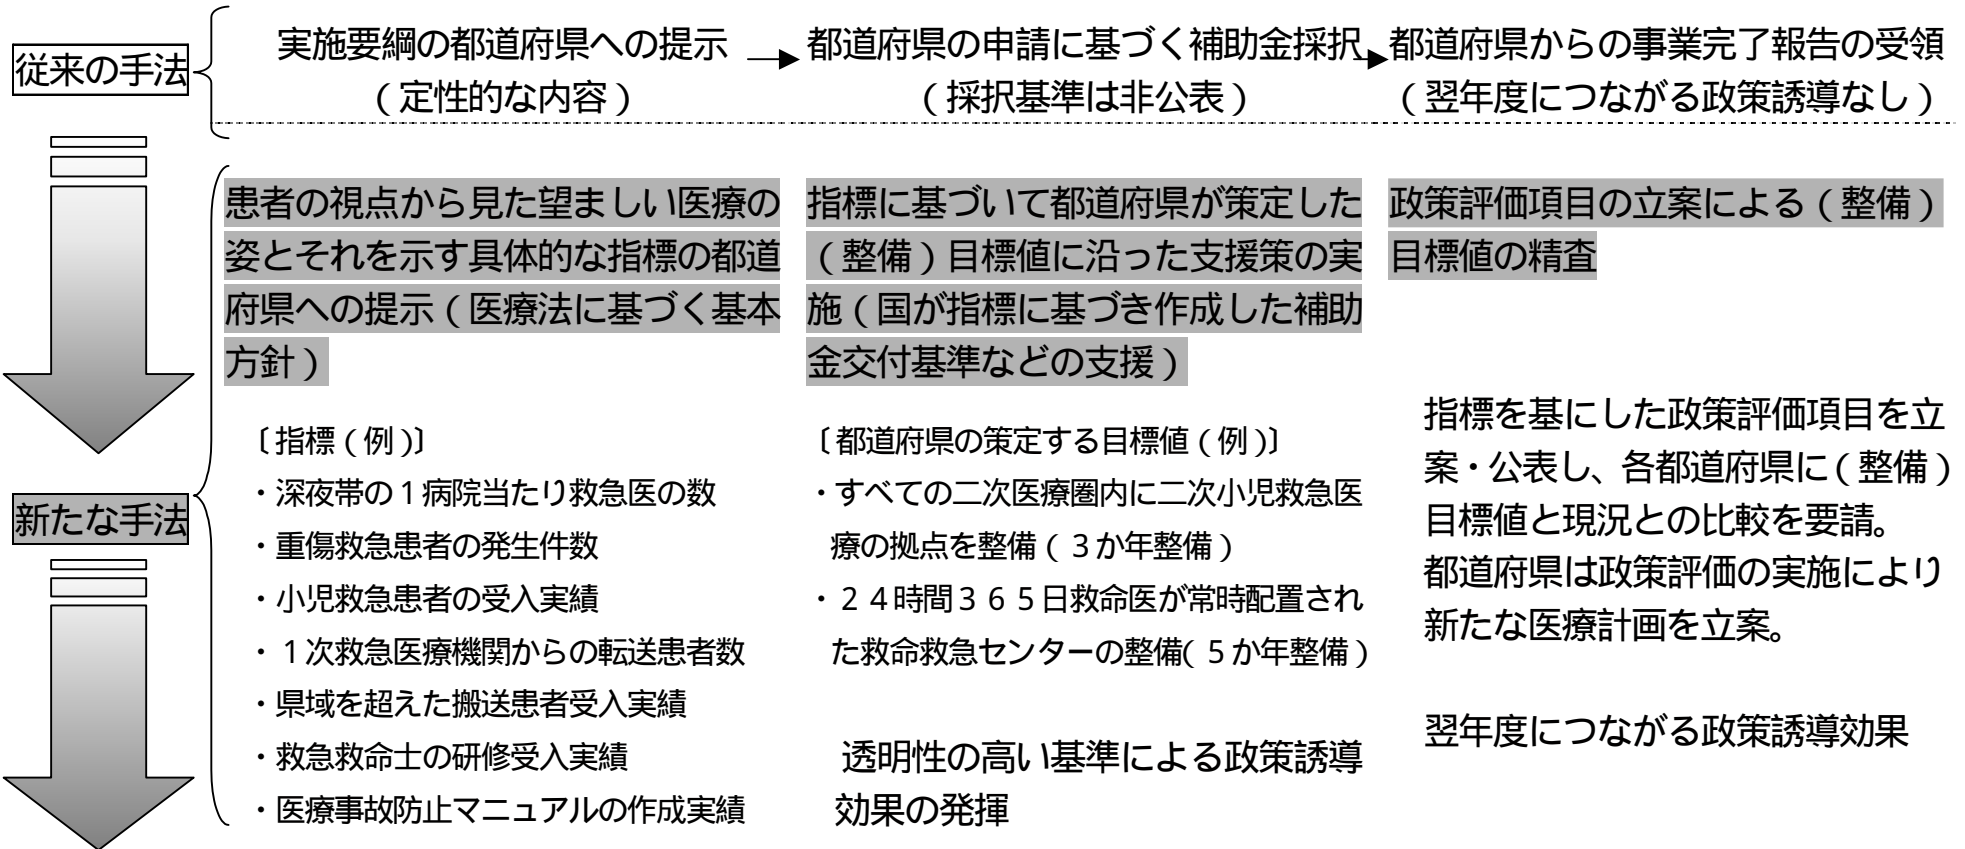 従来の手法
実施要綱の都道府県への提示
（定性的な内容）
都道府県の申請に基づく補助金採択
（採択基準は非公表）
都道府県からの事業完了報告の受領
（翌年度につながる政策誘導なし）
新たな手法
患者の視点から見た望ましい医療の
姿とそれを示す具体的な指標の都道
府県への提示（医療法に基づく基本
方針）
〔指標（例）〕
・深夜帯の１病院当たり救急医の数
・重傷救急患者の発生件数
・小児救急患者の受入実績
・１次救急医療機関からの転送患者数
・県域を超えた搬送患者受入実績
・救急救命士の研修受入実績
・医療事故防止マニュアルの作成実績
指標に基づいて都道府県が策定した
（整備）目標値に沿った支援策の実
施（国が指標に基づき作成した補助
金交付基準などの支援）
〔都道府県の策定する目標値（例）〕
・すべての二次医療圏内に二次小児救急医
療の拠点を整備（３か年整備）
・２４時間３６５日救命医が常時配置され
た救命救急センターの整備（５か年整備）
透明性の高い基準による政策誘導
効果の発揮
政策評価項目の立案による（整備）
目標値の精査
指標を基にした政策評価項目を立
案・公表し、各都道府県に（整備）
目標値と現況との比較を要請。
都道府県は政策評価の実施により
新たな医療計画を立案。
翌年度につながる政策誘導効果